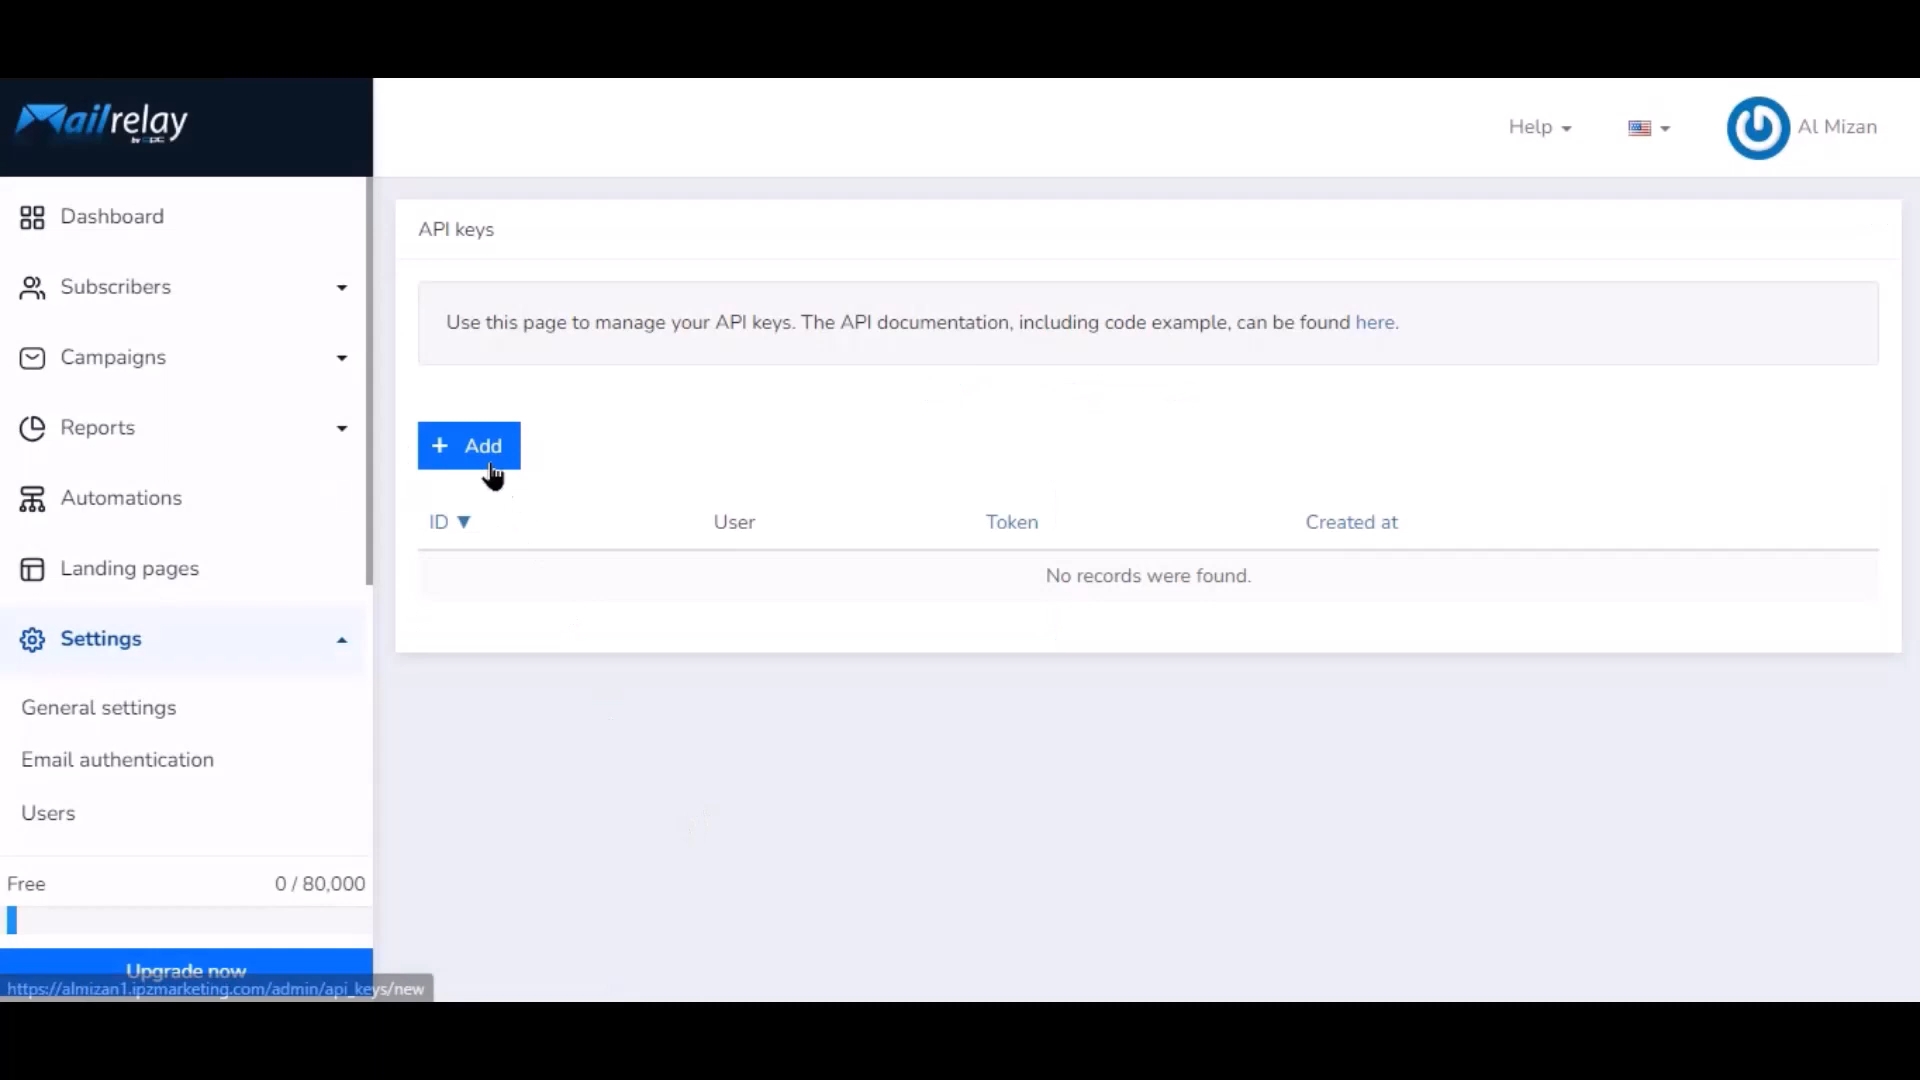 Mailrelay
Help
Al Mizan
Dashboard
Subscribers
Campaigns
Reports
Automations
Landing pages
Settings
General settings
Email authentication
Users
Free 0 / 80,000
Upgrade now
https://almizan1.ipzmarketing.com/admin/api_keys/new
API keys
Use this page to manage your API keys. The API documentation, including code example, can be found here.
+ Add
ID ▼ User Token Created at
No records were found.